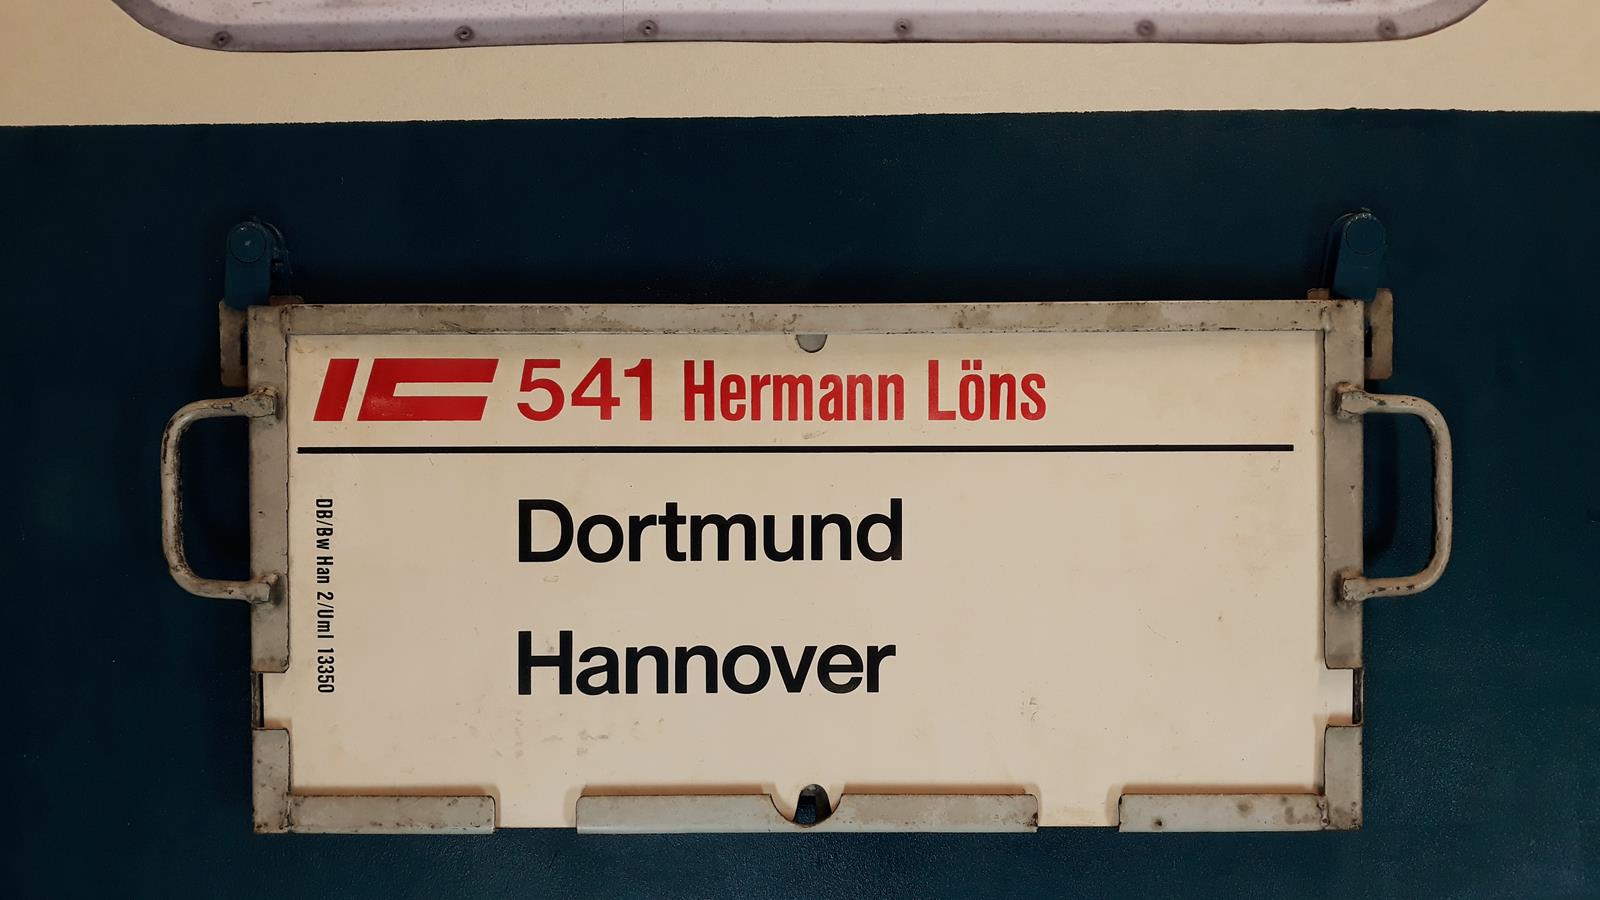 IC 541 Hermann Löns
Dortmund
Hannover
DB/Bw Han 2/Uml 13350